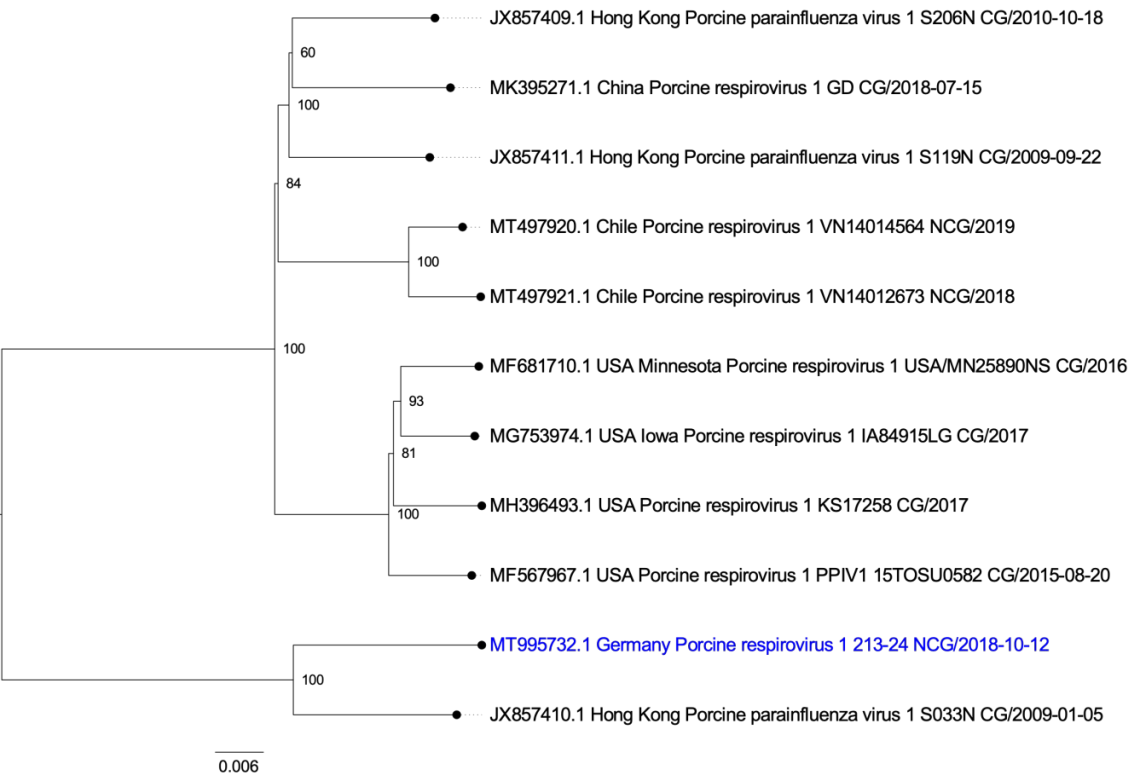 JX857409.1 Hong Kong Porcine parainfluenza virus 1 S206N CG/2010-10-18
60
MK395271.1 China Porcine respirovirus 1 GD CG/2018-07-15
100
JX857411.1 Hong Kong Porcine parainfluenza virus 1 S119N CG/2009-09-22
84
MT497920.1 Chile Porcine respirovirus 1 VN14014564 NCG/2019
100
MT497921.1 Chile Porcine respirovirus 1 VN14012673 NCG/2018
100
MF681710.1 USA Minnesota Porcine respirovirus 1 USA/MN25890NS CG/2016
93
MG753974.1 USA Iowa Porcine respirovirus 1 IA84915LG CG/2017
81
MH396493.1 USA Porcine respirovirus 1 KS17258 CG/2017
100
MF567967.1 USA Porcine respirovirus 1 PPIV1 15TOSU0582 CG/2015-08-20
MT995732.1 Germany Porcine respirovirus 1 213-24 NCG/2018-10-12
100
JX857410.1 Hong Kong Porcine parainfluenza virus 1 S033N CG/2009-01-05
0.006